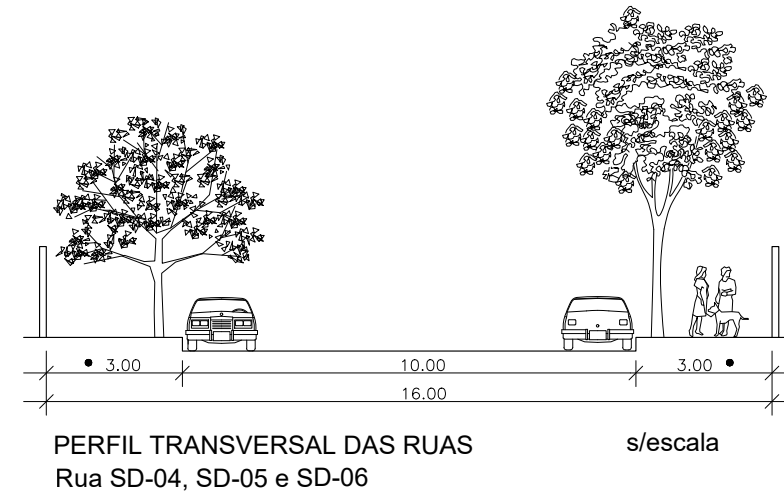 3.00 10.00 3.00
16.00
PERFIL TRANSVERSAL DAS RUAS s/escala
Rua SD-04, SD-05 e SD-06